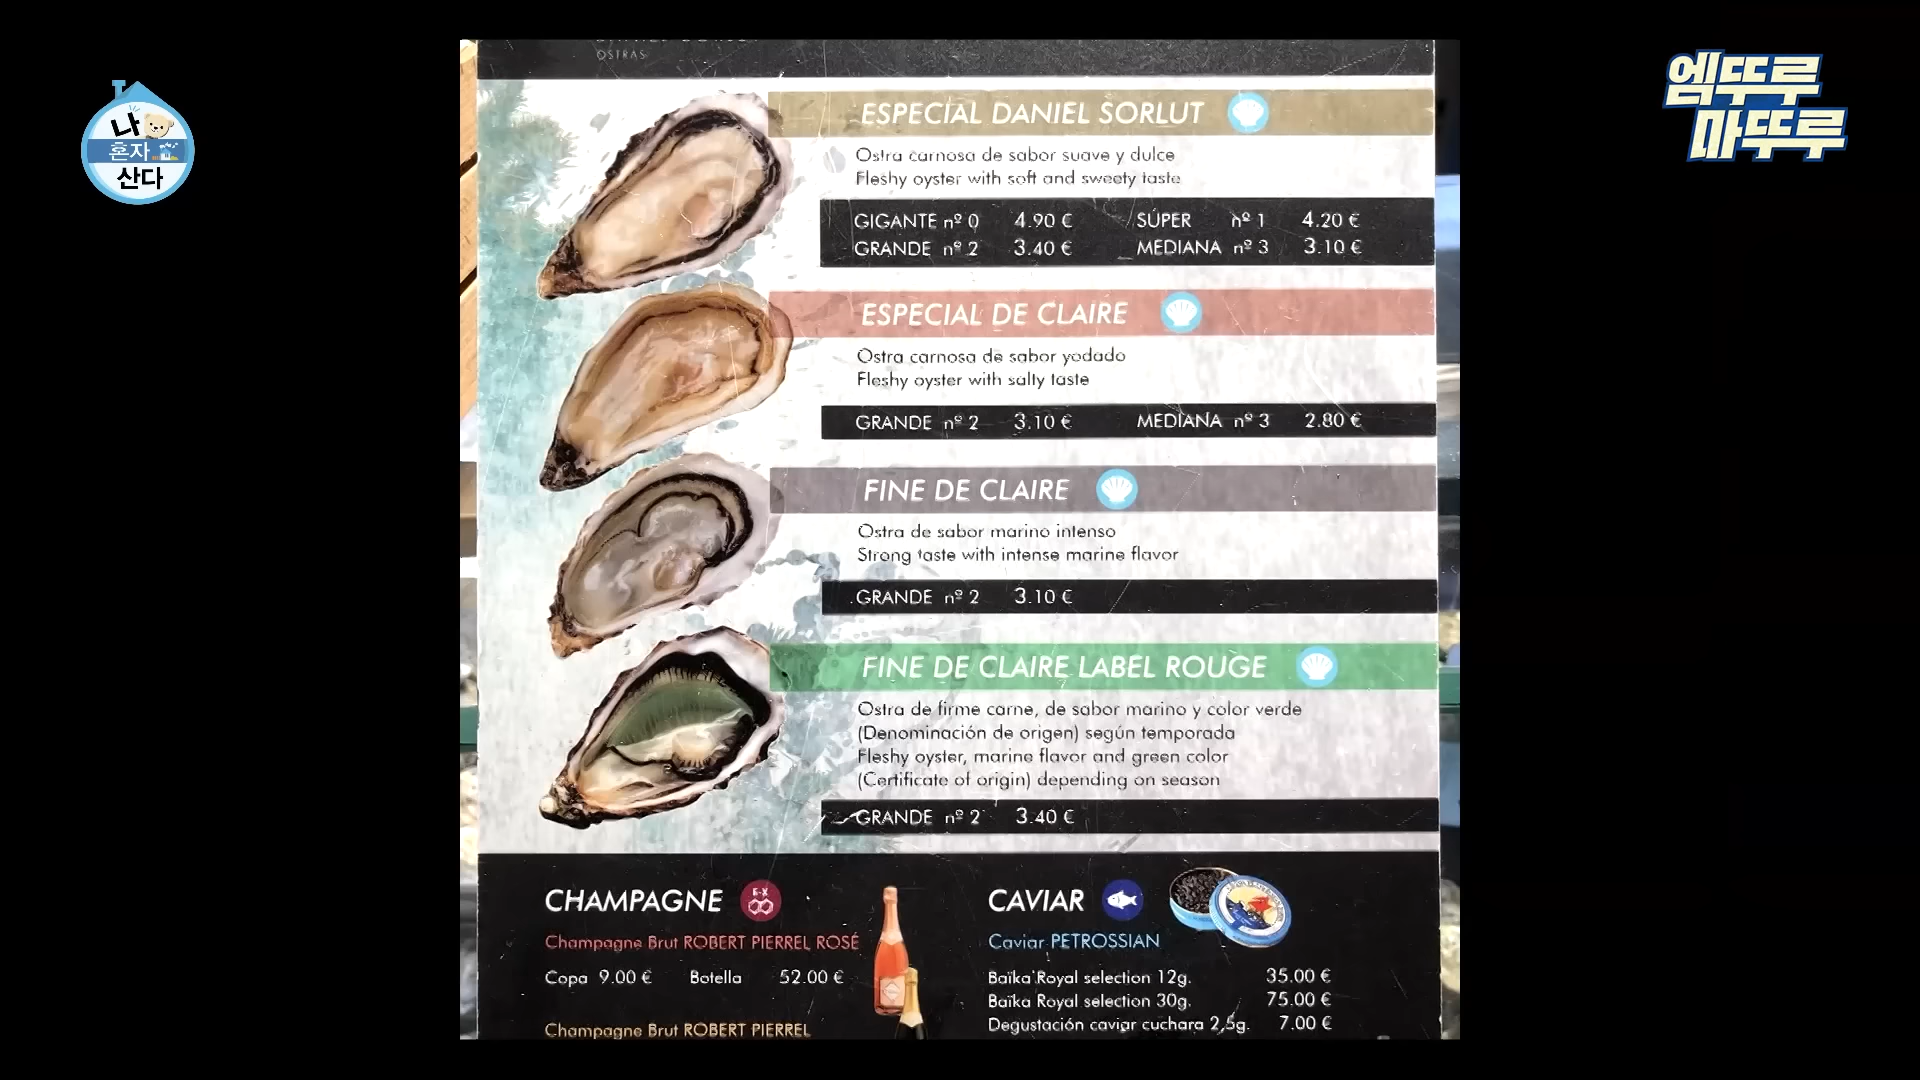 나
혼자
산다
엠뚜루
마뚜루
OSTRAS
ESPECIAL DANIEL SORLUT
Ostra carnosa de sabor suave y dulce
Fleshy oyster with soft and sweety taste
GIGANTE nº 0 4.90 € SÚPER nº 1 4.20 €
GRANDE nº 2 3.40 € MEDIANA nº 3 3.10 €
ESPECIAL DE CLAIRE
Ostra carnosa de sabor yodado
Fleshy oyster with salty taste
GRANDE nº 2 3.10 € MEDIANA nº 3 2.80 €
FINE DE CLAIRE
Ostra de sabor marino intenso
Strong taste with intense marine flavor
GRANDE nº 2 3.10 €
FINE DE CLAIRE LABEL ROUGE
Ostra de firme carne, de sabor marino y color verde
(Denominación de origen) según temporada
Fleshy oyster, marine flavor and green color
(Certificate of origin) depending on season
GRANDE nº 2 3.40 €
CHAMPAGNE
Champagne Brut ROBERT PIERREL ROSÉ
Copa 9.00 € Botella 52.00 €
Champagne Brut ROBERT PIERREL
CAVIAR
Caviar PETROSSIAN
Baïka Royal selection 12g. 35.00 €
Baïka Royal selection 30g. 75.00 €
Degustación caviar cuchara 2,5g. 7.00 €